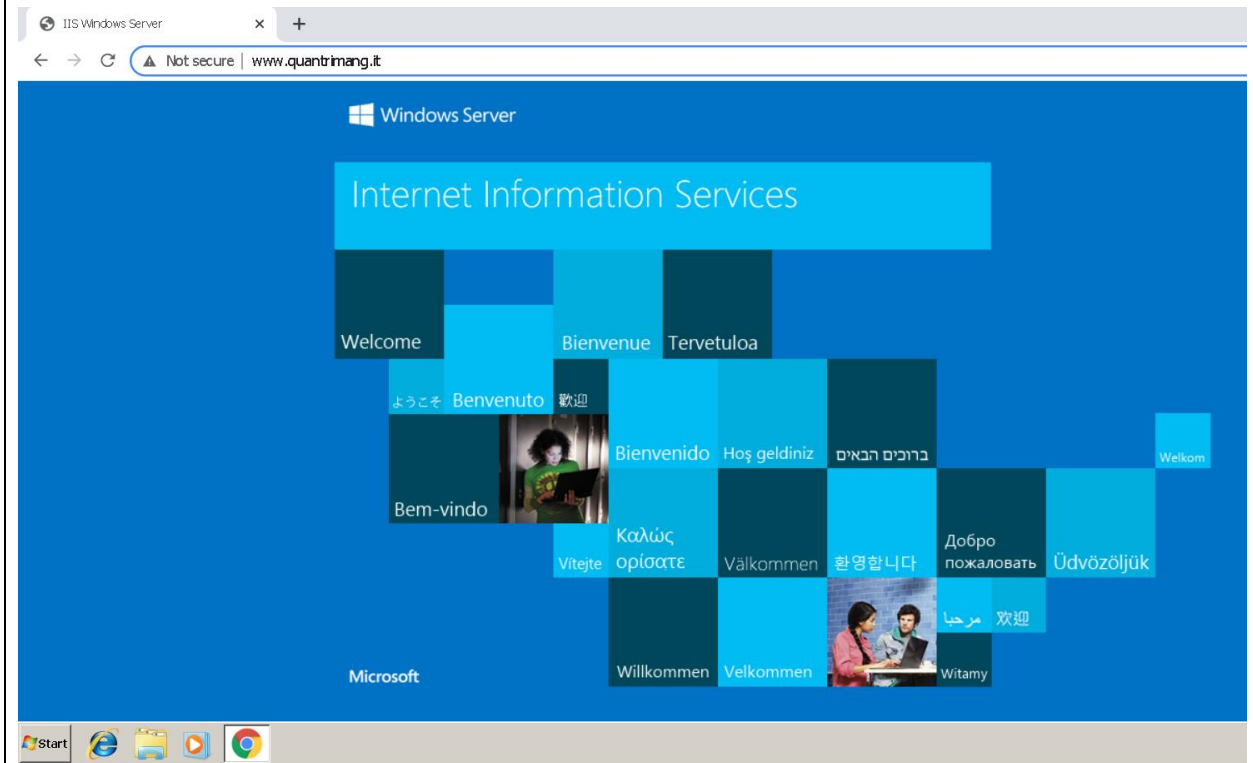 IIS Windows Server
Not secure | www.quantrimang.it
Windows Server
Internet Information Services
Welcome
Bienvenue
Tervetuloa
ようこそ
Benvenuto
歡迎
Bienvenido
Hoş geldiniz
ברוכים הבאים
Welkom
Bem-vindo
Vítejte
Καλώς
ορίσατε
Välkommen
환영합니다
Добро
пожаловать
Üdvözöljük
مرحبا
欢迎
Microsoft
Willkommen
Velkommen
Witamy
Start